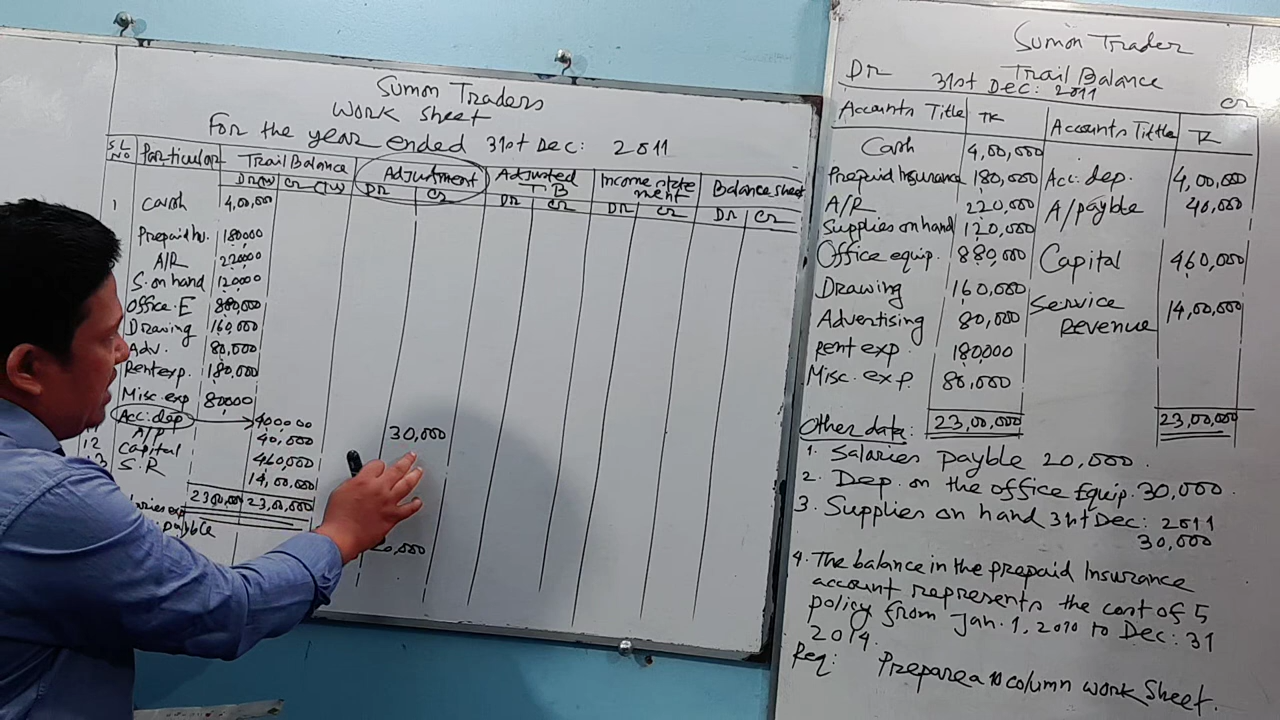 Sumon Traders
Work Sheet
For the year ended 31st Dec: 2011
S.L No Particular Trail Balance Adjustment Adjusted T.B Income statement Balance sheet
DR(tk) CR(tk) DR CR DR CR DR CR DR CR
1 Cash 4,00,000
Prepaid In. 180000
A/R 220000
S. on hand 120000
Office. E 880,000
Drawing 160,000
Adv. 80,000
Rent exp. 180,000
Misc. exp 80000
Acc. dep 400000 30,000
A/P 40,000
12 Capital 460,000
3 S.R 14,00,000
2300,000 23,00,000
aries exp
payble
20,000
Sumon Trader
Trail Balance
DR 31st Dec: 2011 CR
Accounts Title TK Accounts Tittle TK
Cash 4,00,000
Prepaid Insurance 180,000 Acc. dep. 4,00,000
A/R 220,000 A/payble 40,000
Supplies on hand 120,000
Office equip. 880,000 Capital 460,000
Drawing 160,000 Service Revenue 14,00,000
Advertising 80,000
Rent exp. 180,000
Misc. exp. 80,000
23,00,000 23,00,000
Other data:
1. Salaries payble 20,000.
2. Dep. on the office Equip. 30,000.
3. Supplies on hand 31st Dec: 2011
30,000
4. The balance in the prepaid Insurance
account represents the cost of 5
policy from Jan. 1, 2010 to Dec: 31
2014.
Req: Prepare a 10 column work Sheet.